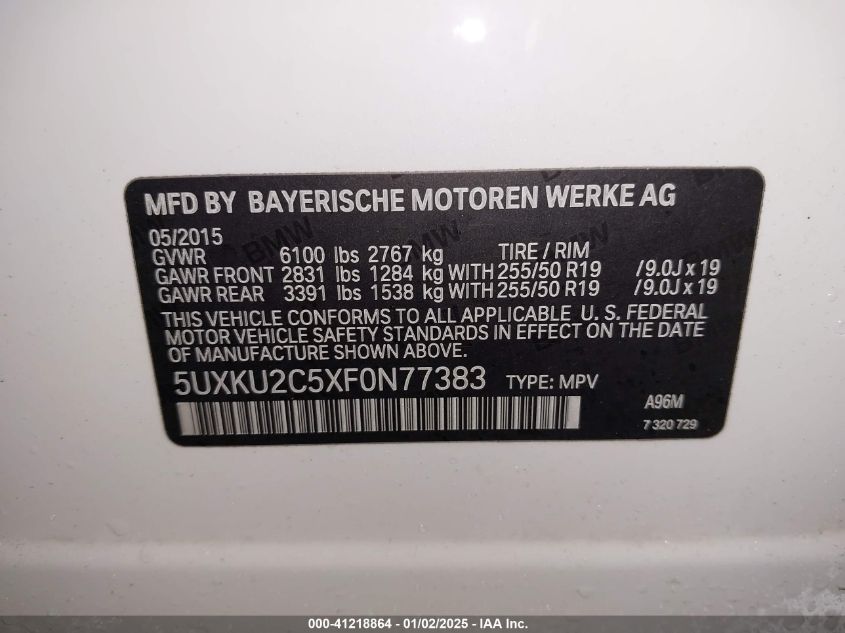 MFD BY BAYERISCHE MOTOREN WERKE AG
05/2015
GVWR 6100 lbs 2767 kg TIRE / RIM
GAWR FRONT 2831 lbs 1284 kg WITH 255/50 R19 /9.0J x 19
GAWR REAR 3391 lbs 1538 kg WITH 255/50 R19 /9.0J x 19
THIS VEHICLE CONFORMS TO ALL APPLICABLE U. S. FEDERAL
MOTOR VEHICLE SAFETY STANDARDS IN EFFECT ON THE DATE
OF MANUFACTURE SHOWN ABOVE.
5UXKU2C5XF0N77383 TYPE: MPV
A96M
7 320 729
000-41218864 - 01/02/2025 - IAA Inc.